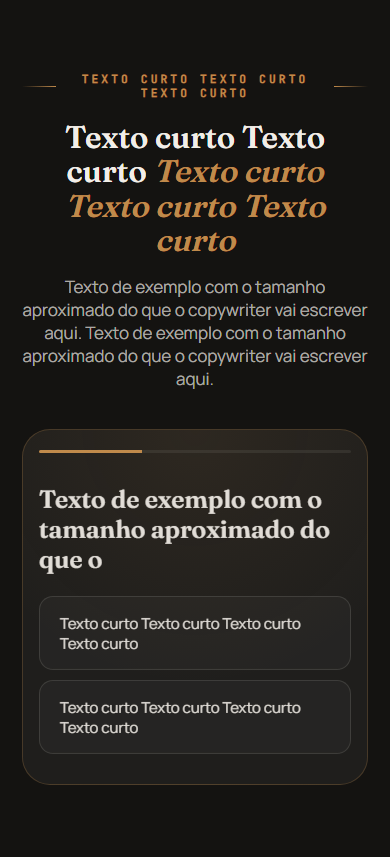 TEXTO CURTO TEXTO CURTO
TEXTO CURTO
Texto curto Texto
curto Texto curto
Texto curto Texto
curto
Texto de exemplo com o tamanho
aproximado do que o copywriter vai escrever
aqui. Texto de exemplo com o tamanho
aproximado do que o copywriter vai escrever
aqui.
Texto de exemplo com o
tamanho aproximado do
que o
Texto curto Texto curto Texto curto
Texto curto
Texto curto Texto curto Texto curto
Texto curto